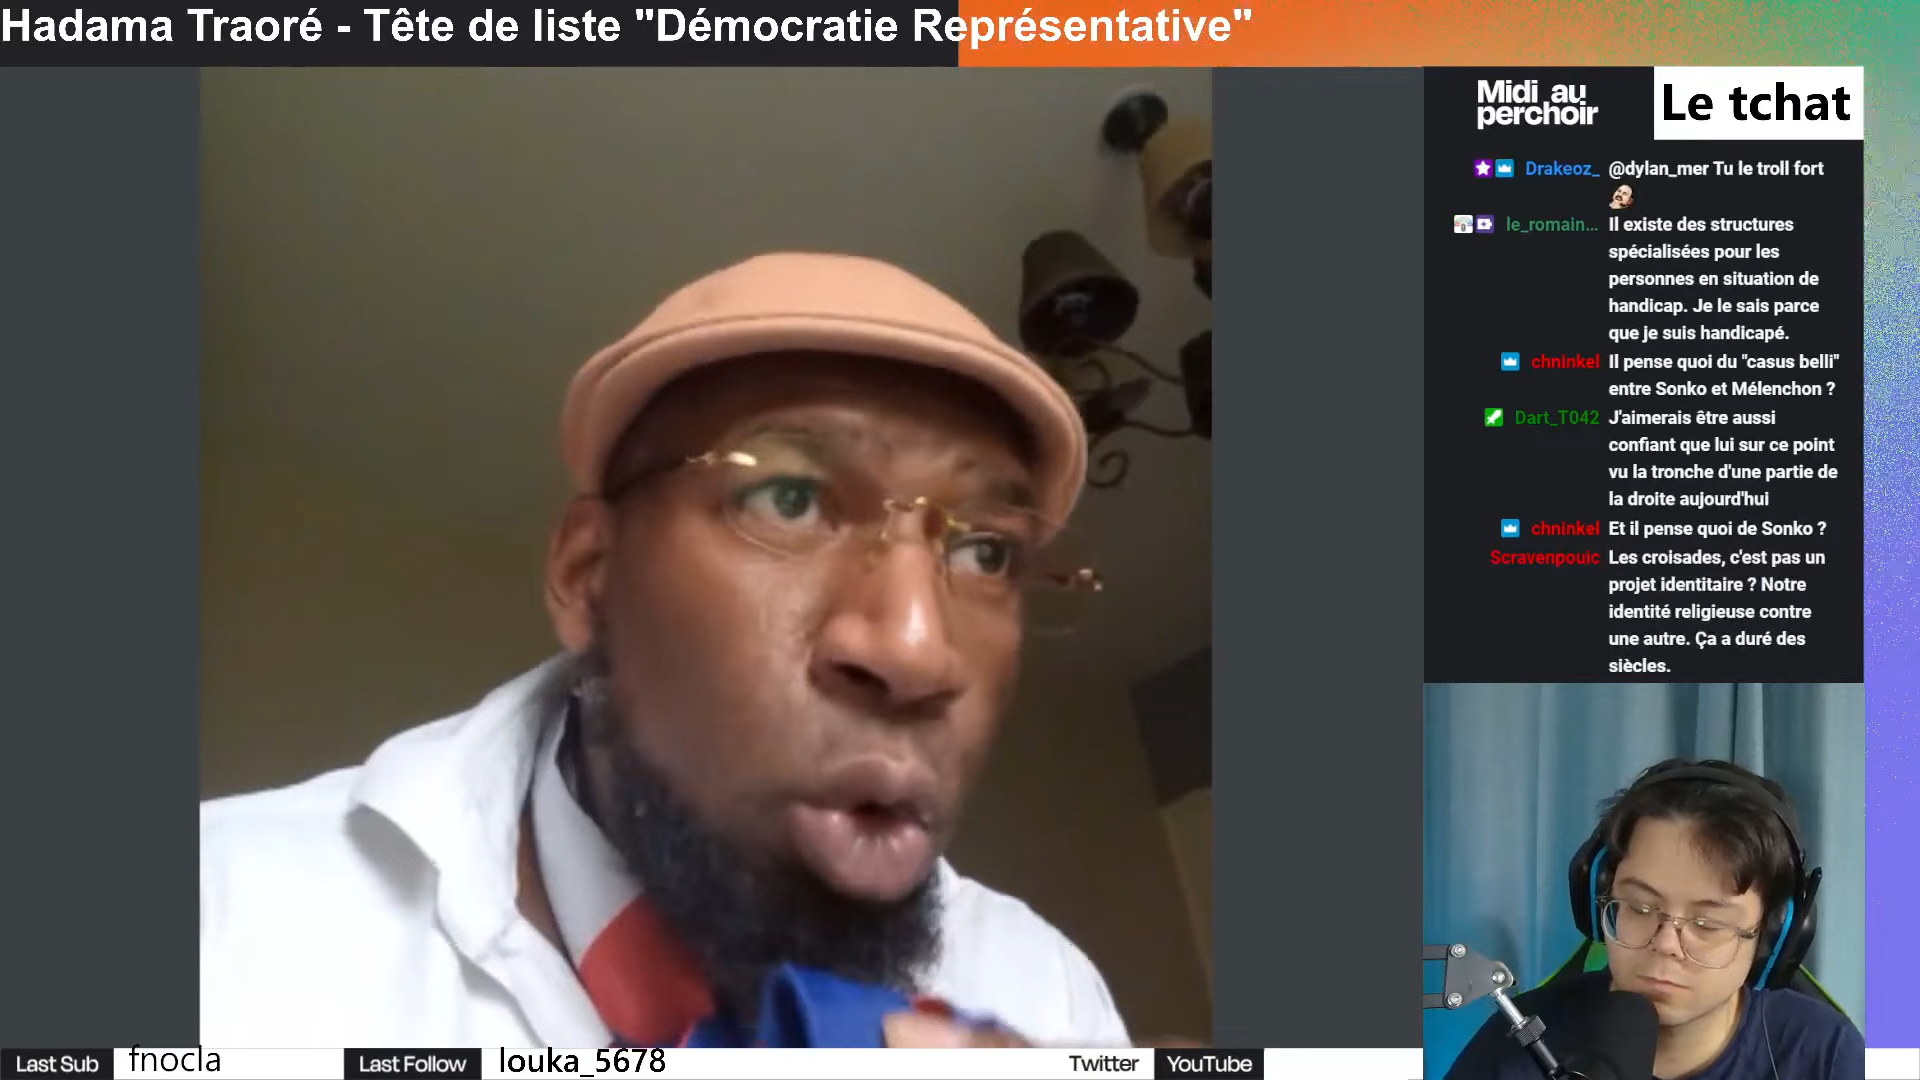 Hadama Traoré - Tête de liste "Démocratie Représentative"
Midi au
perchoir
Le tchat
Drakeoz_ @dylan_mer Tu le troll fort
le_romain... Il existe des structures
spécialisées pour les
personnes en situation de
handicap. Je le sais parce
que je suis handicapé.
chninkel Il pense quoi du "casus belli"
entre Sonko et Mélenchon ?
Dart_T042 J'aimerais être aussi
confiant que lui sur ce point
vu la tronche d'une partie de
la droite aujourd'hui
chninkel Et il pense quoi de Sonko ?
Scravenpouic Les croisades, c'est pas un
projet identitaire ? Notre
identité religieuse contre
une autre. Ça a duré des
siècles.
Last Sub fnocla Last Follow louka_5678 Twitter YouTube